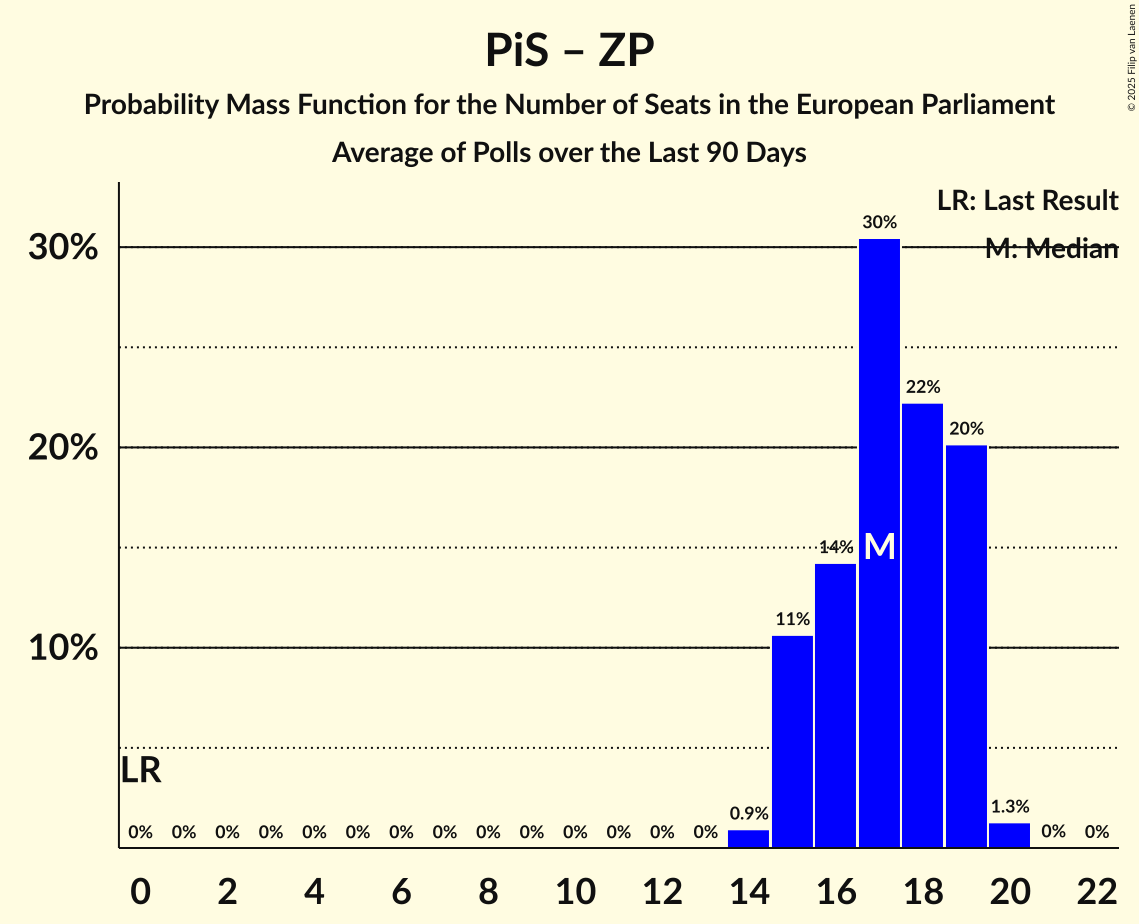 PiS – ZP
Probability Mass Function for the Number of Seats in the European Parliament
Average of Polls over the Last 90 Days
© 2025 Filip van Laenen
LR: Last Result
M: Median
30%
20%
10%
30%
22%
20%
14%
M
11%
LR
0% 0% 0% 0% 0% 0% 0% 0% 0% 0% 0% 0% 0% 0% 0.9% 1.3% 0% 0%
0 2 4 6 8 10 12 14 16 18 20 22